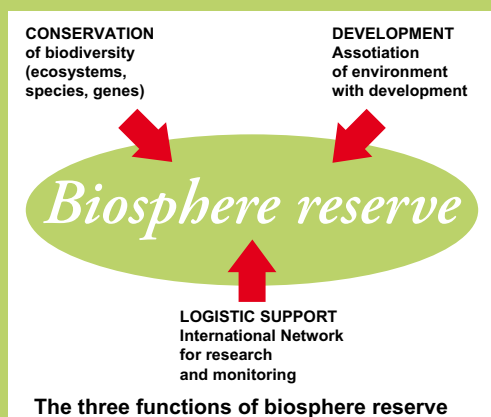 CONSERVATION
of biodiversity
(ecosystems,
species, genes)
DEVELOPMENT
Assotiation
of environment
with development
Biosphere reserve
LOGISTIC SUPPORT
International Network
for research
and monitoring
The three functions of biosphere reserve